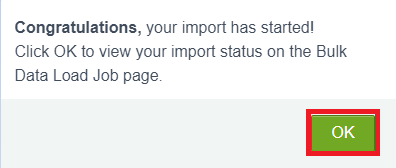 Congratulations, your import has started!
Click OK to view your import status on the Bulk
Data Load Job page.
OK